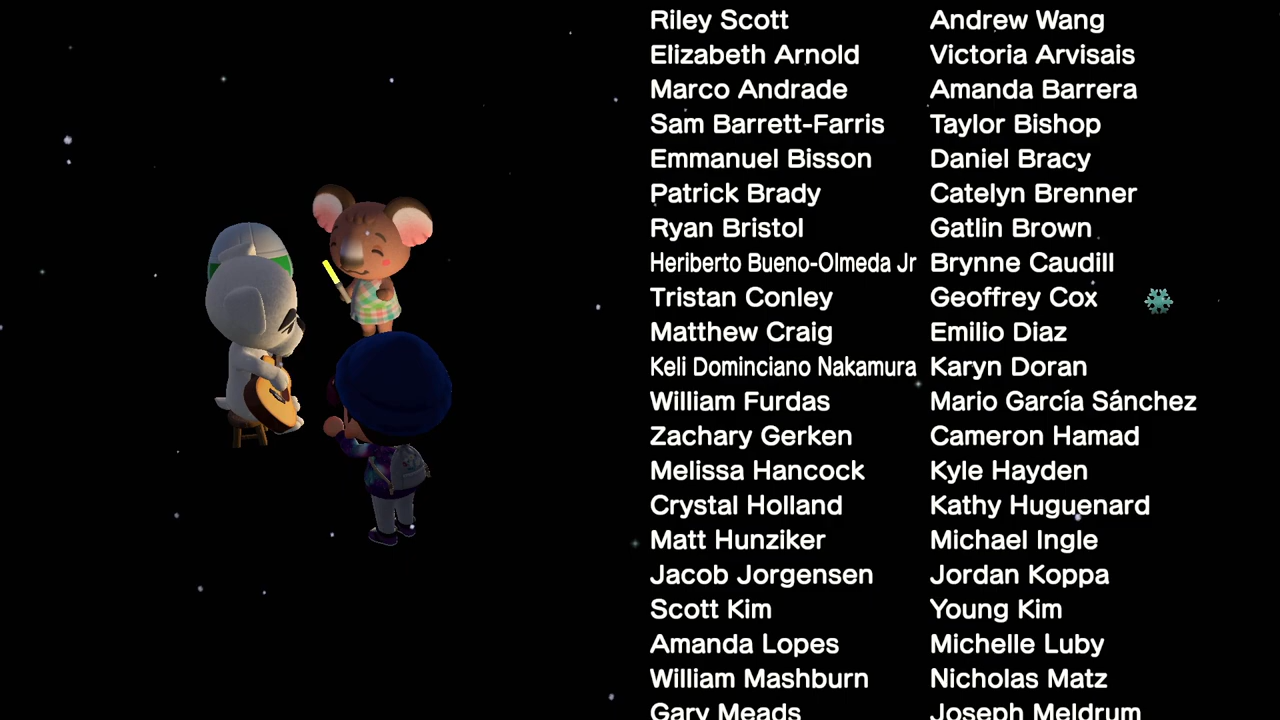 Riley Scott Andrew Wang
Elizabeth Arnold Victoria Arvisais
Marco Andrade Amanda Barrera
Sam Barrett-Farris Taylor Bishop
Emmanuel Bisson Daniel Bracy
Patrick Brady Catelyn Brenner
Ryan Bristol Gatlin Brown
Heriberto Bueno-Olmeda Jr Brynne Caudill
Tristan Conley Geoffrey Cox
Matthew Craig Emilio Diaz
Keli Dominciano Nakamura Karyn Doran
William Furdas Mario García Sánchez
Zachary Gerken Cameron Hamad
Melissa Hancock Kyle Hayden
Crystal Holland Kathy Huguenard
Matt Hunziker Michael Ingle
Jacob Jorgensen Jordan Koppa
Scott Kim Young Kim
Amanda Lopes Michelle Luby
William Mashburn Nicholas Matz
Gary Meads Joseph Meldrum